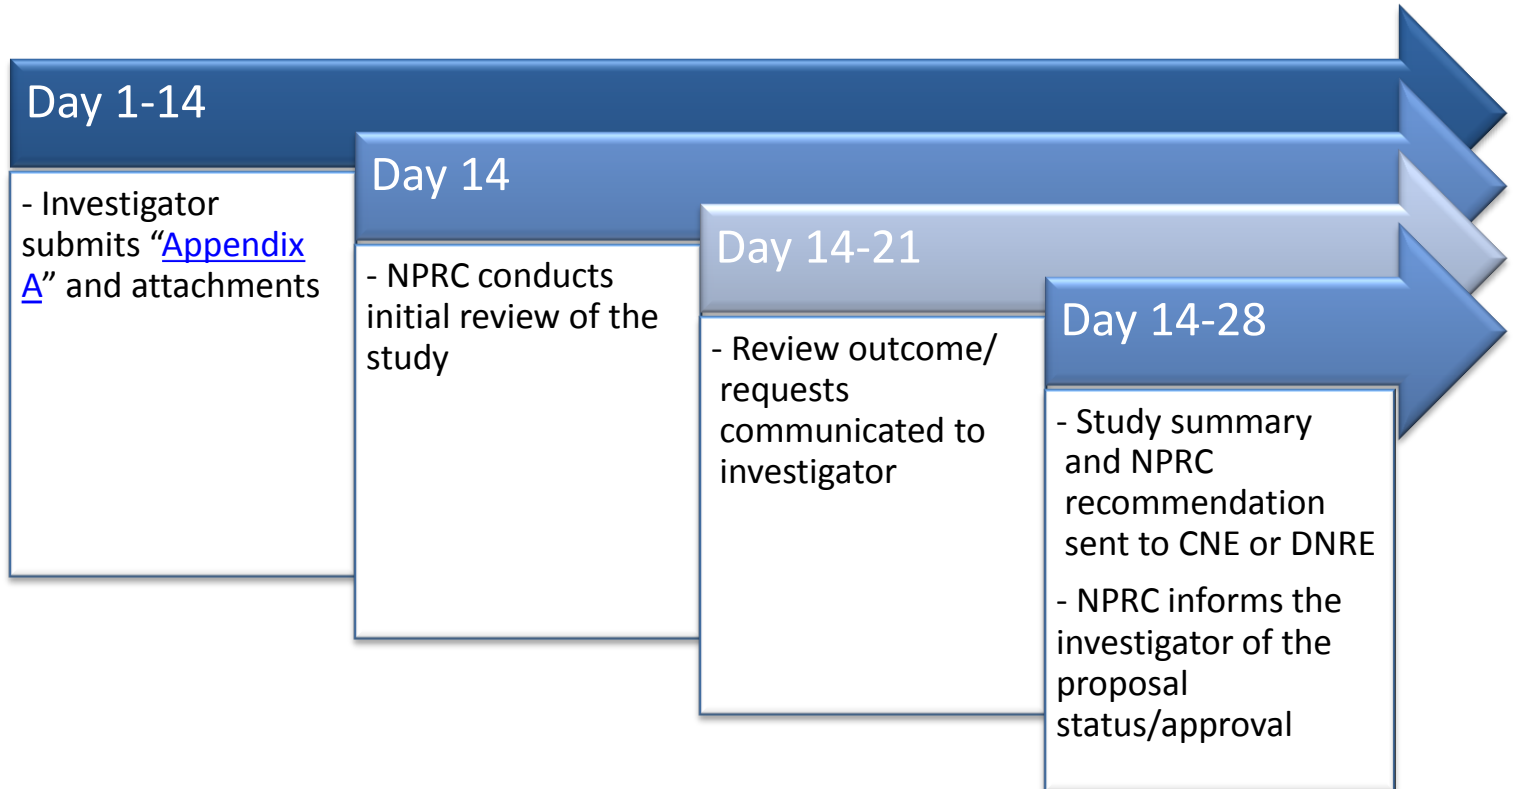 Day 1-14
- Investigator
submits “Appendix
A” and attachments
Day 14
- NPRC conducts
initial review of the
study
Day 14-21
- Review outcome/
requests
communicated to
investigator
Day 14-28
- Study summary
and NPRC
recommendation
sent to CNE or DNRE
- NPRC informs the
investigator of the
proposal
status/approval